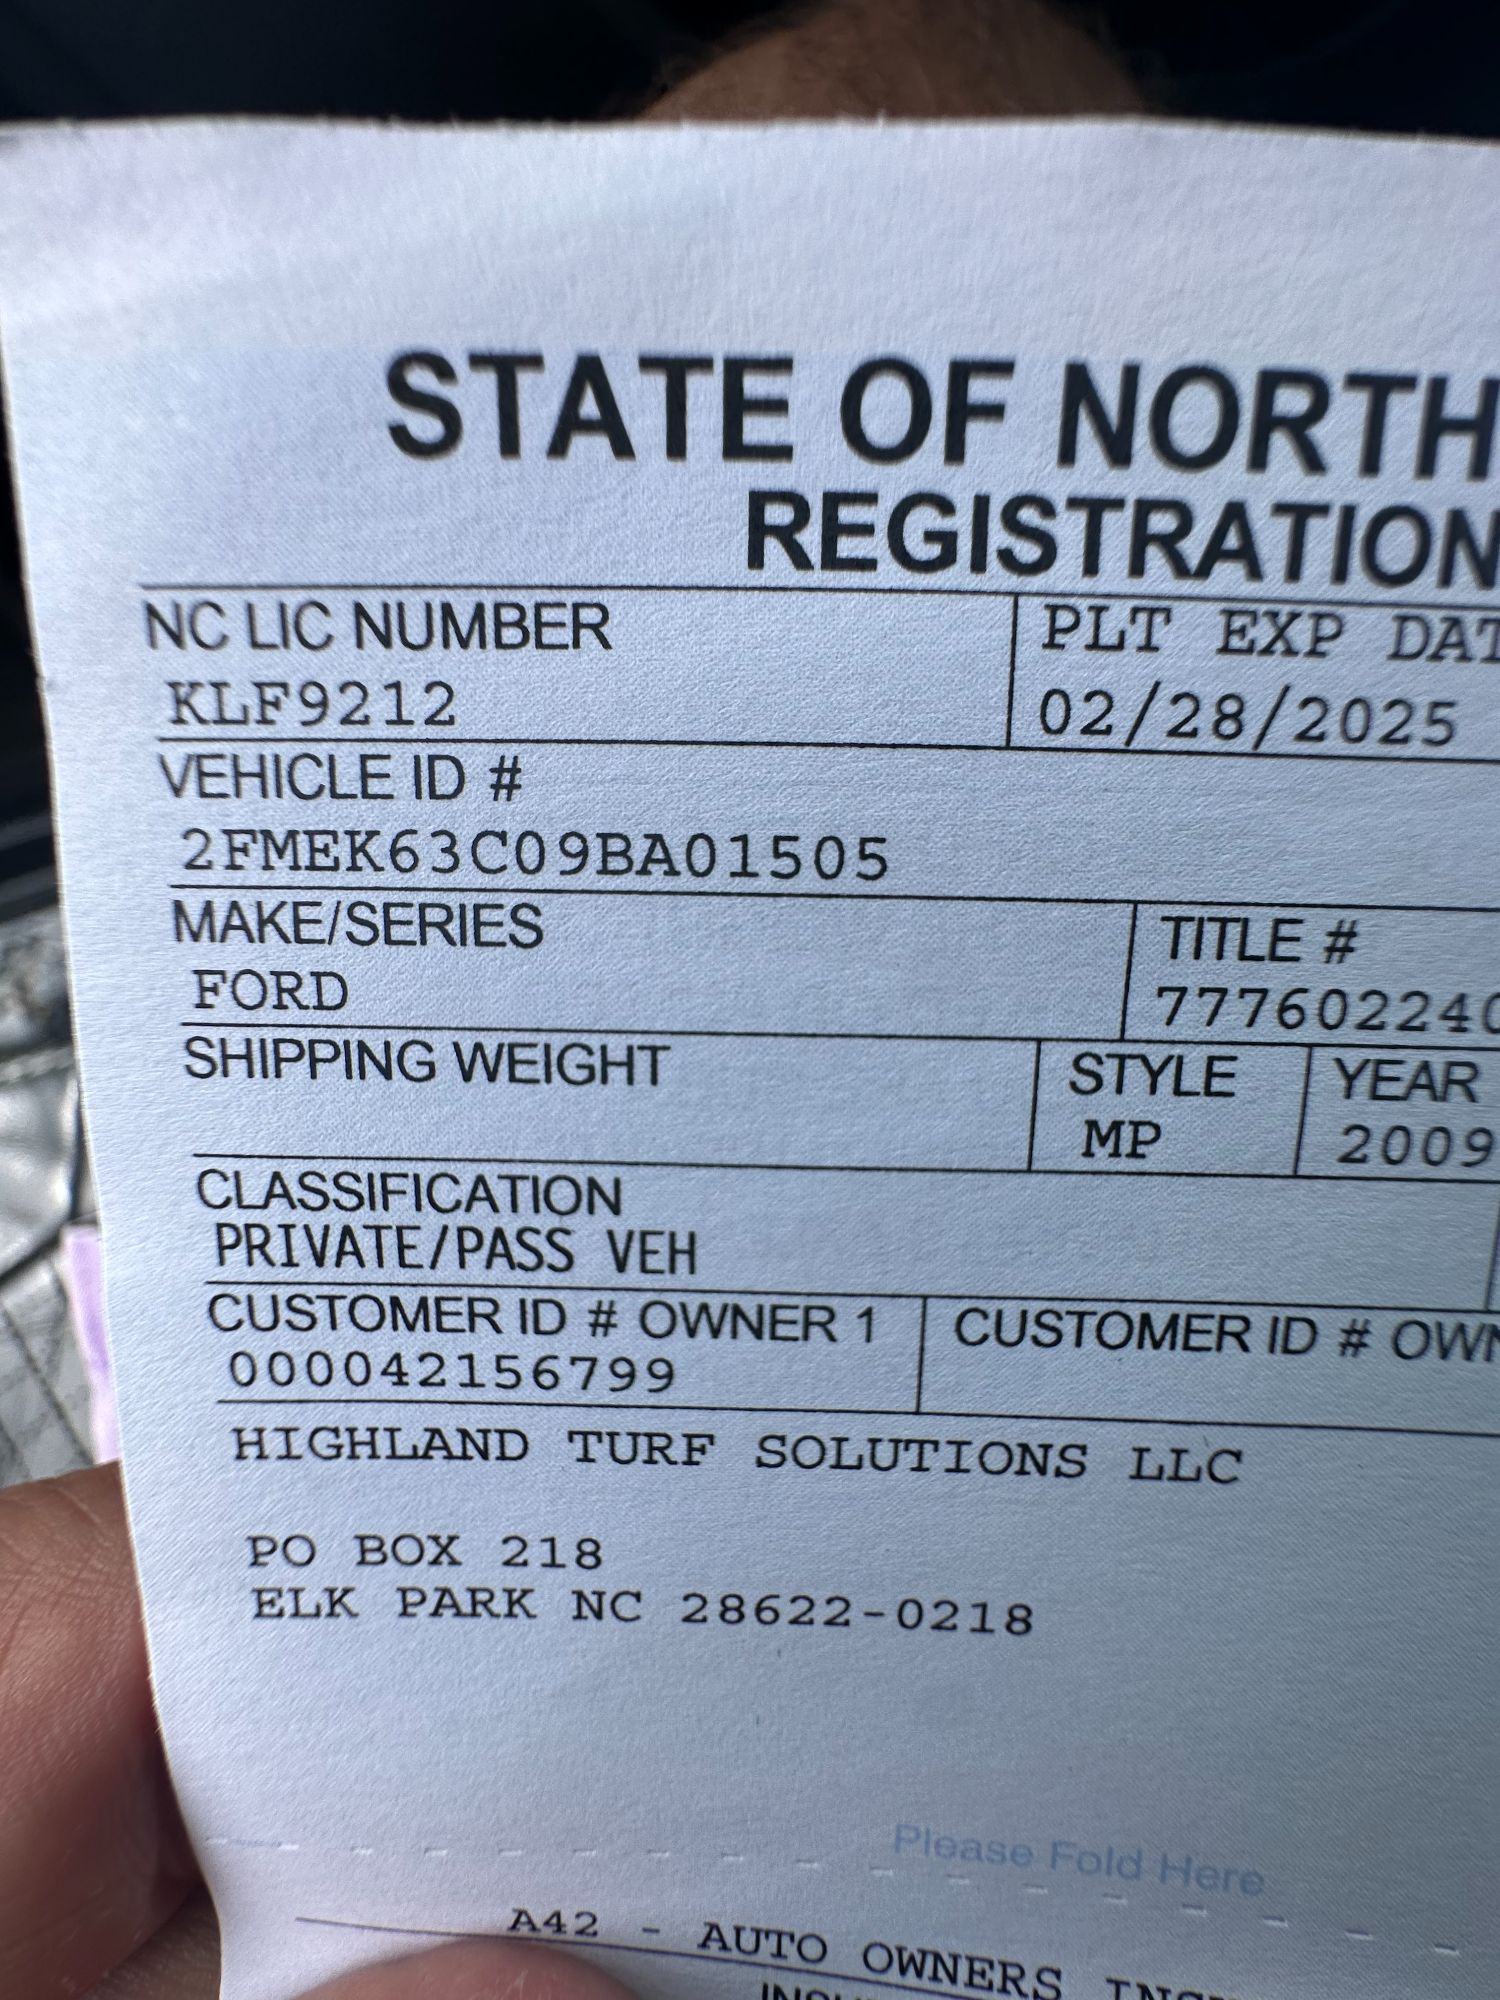 STATE OF NORTH
REGISTRATION
NC LIC NUMBER PLT EXP DAT
KLF9212 02/28/2025
VEHICLE ID #
2FMEK63C09BA01505
MAKE/SERIES TITLE #
FORD 777602240
SHIPPING WEIGHT STYLE YEAR
MP 2009
CLASSIFICATION
PRIVATE/PASS VEH
CUSTOMER ID # OWNER 1 CUSTOMER ID # OWN
000042156799
HIGHLAND TURF SOLUTIONS LLC
PO BOX 218
ELK PARK NC 28622-0218
Please Fold Here
A42 - AUTO OWNERS